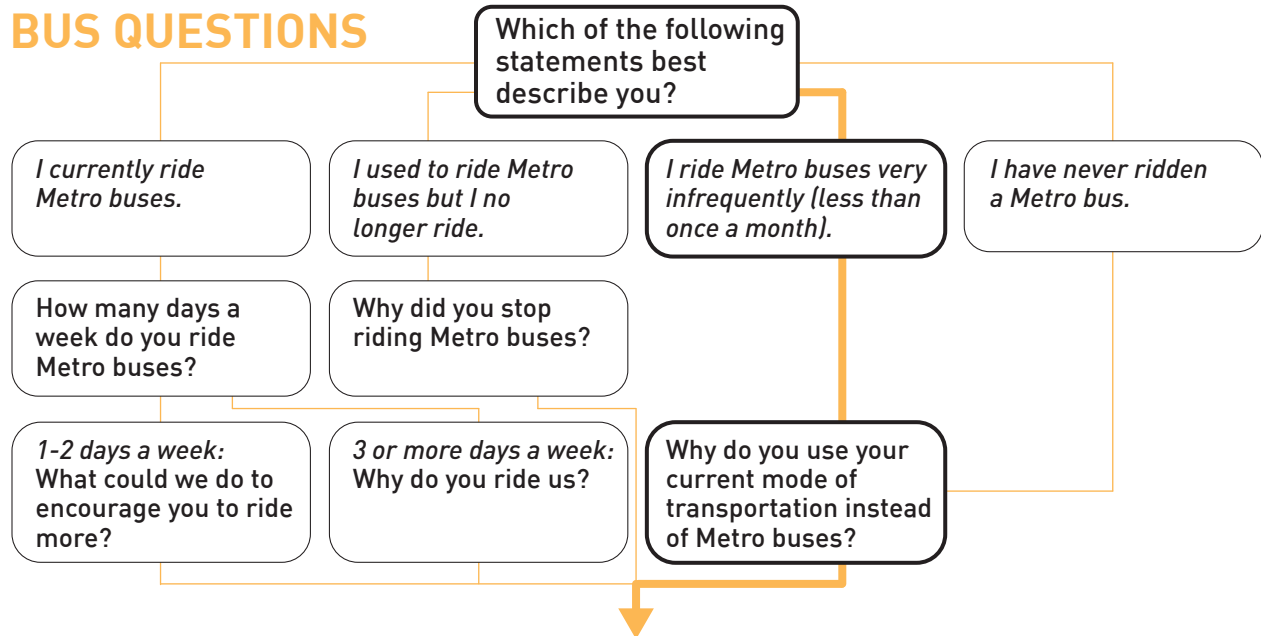 BUS QUESTIONS
Which of the following
statements best
describe you?
I currently ride
Metro buses.
I used to ride Metro
buses but I no
longer ride.
I ride Metro buses very
infrequently (less than
once a month).
I have never ridden
a Metro bus.
How many days a
week do you ride
Metro buses?
Why did you stop
riding Metro buses?
1-2 days a week:
What could we do to
encourage you to ride
more?
3 or more days a week:
Why do you ride us?
Why do you use your
current mode of
transportation instead
of Metro buses?